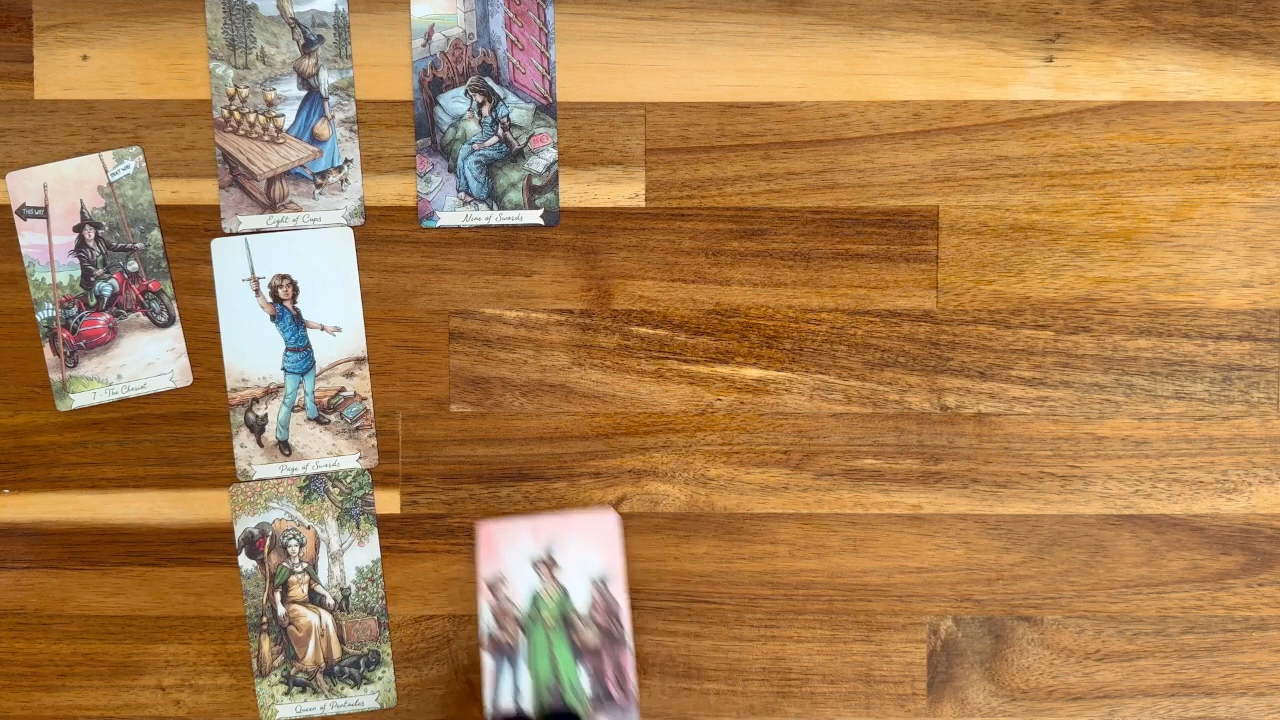 Eight of Cups
Nine of Swords
THIS WAY
THAT WAY
7 - The Chariot
Page of Swords
Queen of Pentacles